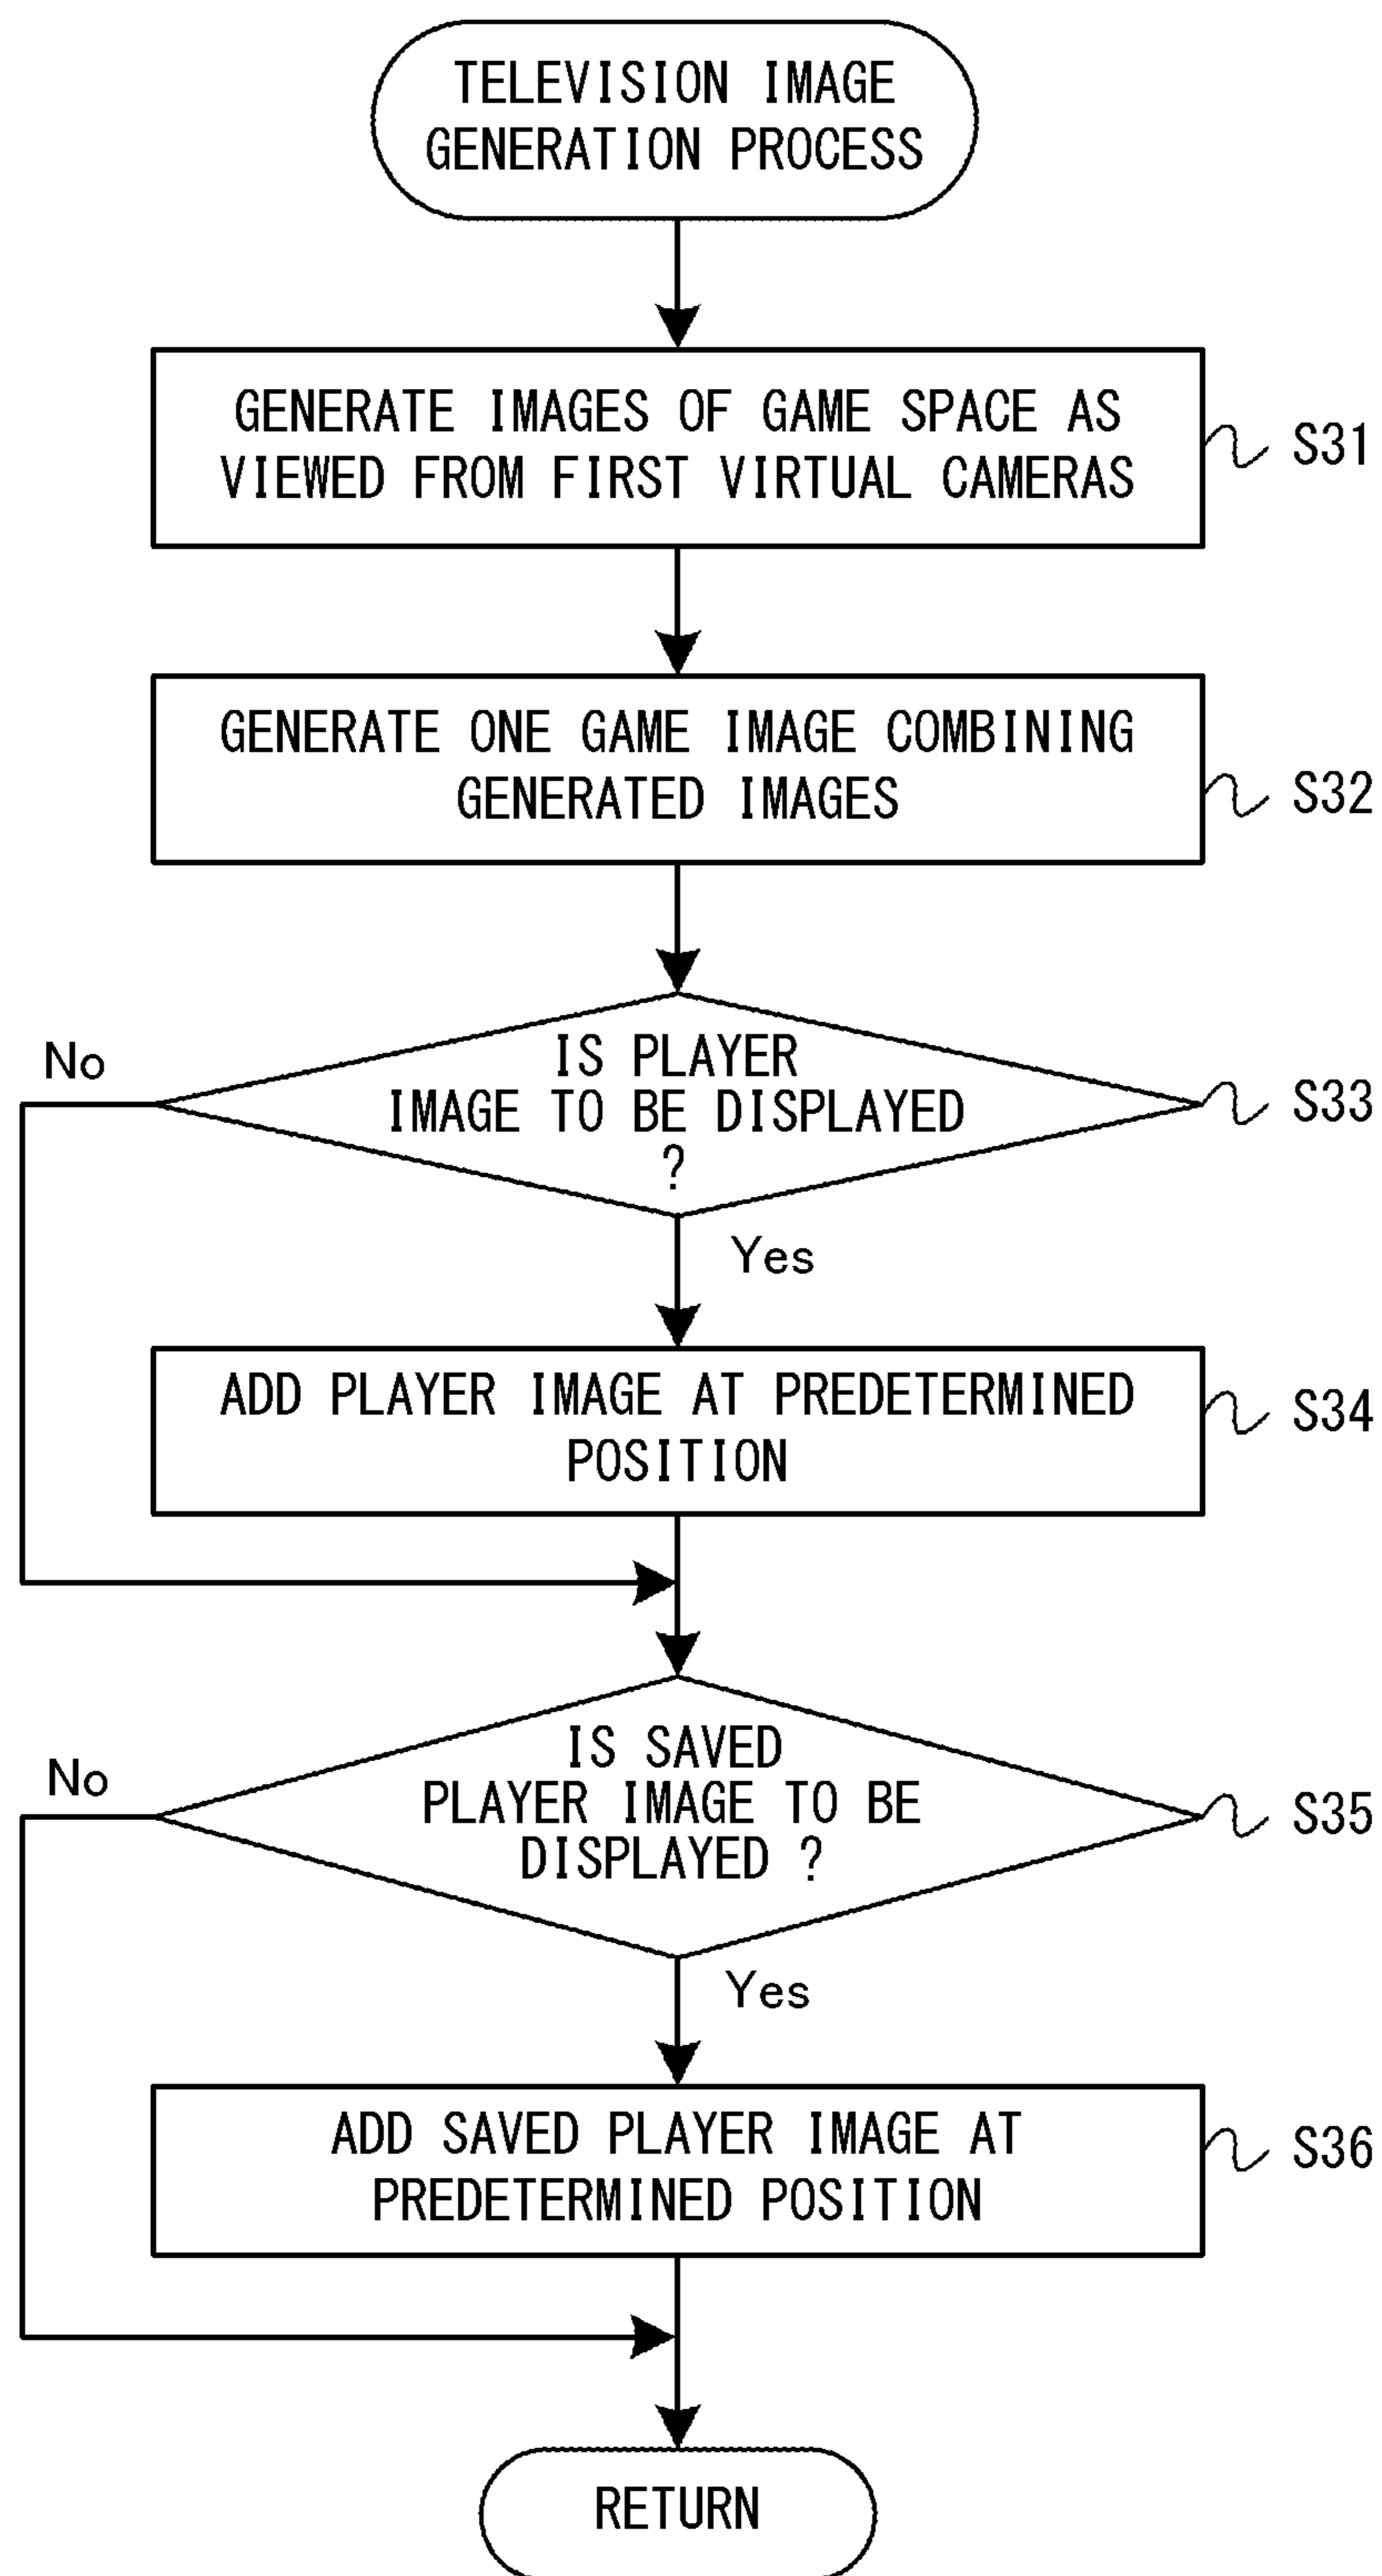 TELEVISION IMAGE
GENERATION PROCESS
GENERATE IMAGES OF GAME SPACE AS
VIEWED FROM FIRST VIRTUAL CAMERAS
S31
GENERATE ONE GAME IMAGE COMBINING
GENERATED IMAGES
S32
IS PLAYER
IMAGE TO BE DISPLAYED
?
No
S33
Yes
ADD PLAYER IMAGE AT PREDETERMINED
POSITION
S34
IS SAVED
PLAYER IMAGE TO BE
DISPLAYED ?
No
S35
Yes
ADD SAVED PLAYER IMAGE AT
PREDETERMINED POSITION
S36
RETURN